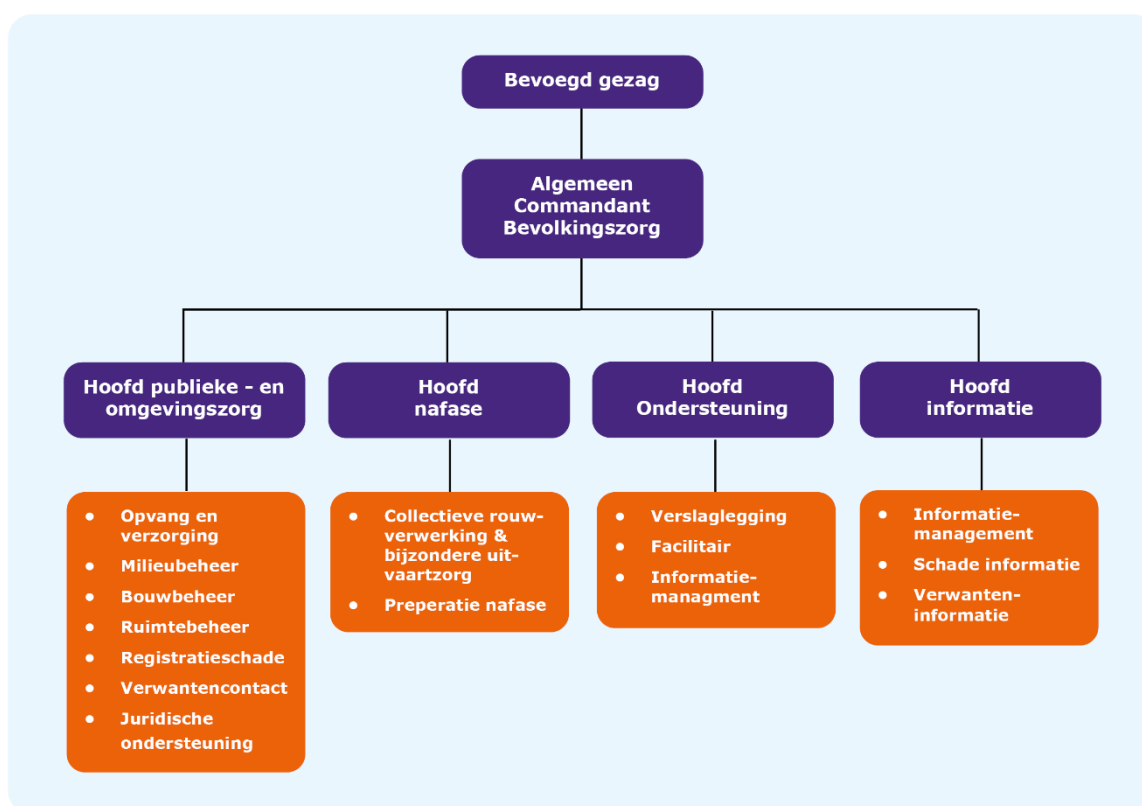 Bevoegd gezag
Algemeen
Commandant
Bevolkingszorg
Hoofd publieke - en
omgevingszorg
Hoofd
nafase
Hoofd
Ondersteuning
Hoofd
informatie
• Opvang en
verzorging
• Milieubeheer
• Bouwbeheer
• Ruimtebeheer
• Registratieschade
• Verwantencontact
• Juridische
ondersteuning
• Collectieve rouw-
verwerking &
bijzondere uit-
vaartzorg
• Preperatie nafase
• Verslaglegging
• Facilitair
• Informatie-
managment
• Informatie-
management
• Schade informatie
• Verwanten-
informatie